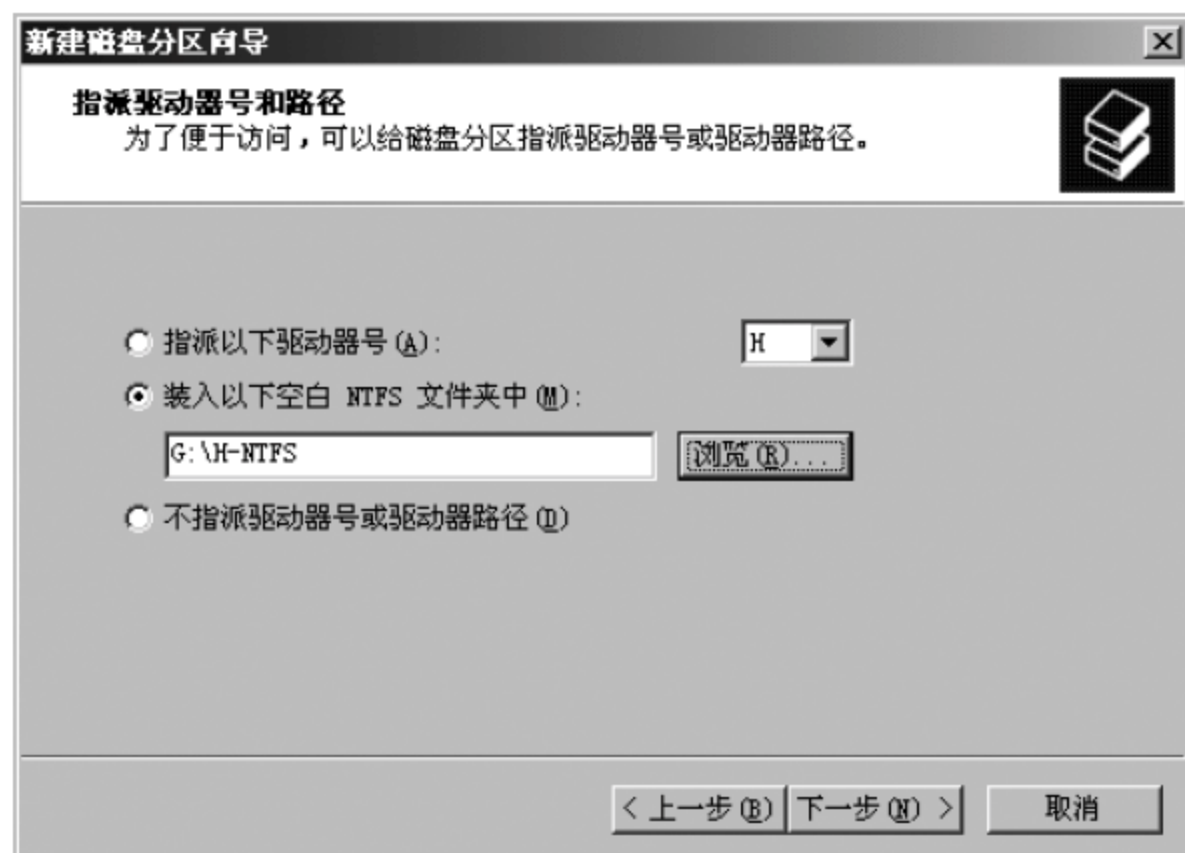 新建磁盘分区向导
指派驱动器号和路径
为了便于访问，可以给磁盘分区指派驱动器号或驱动器路径。
指派以下驱动器号(A): H
装入以下空白 NTFS 文件夹中(M):
G:\H-NTFS 浏览(R)...
不指派驱动器号或驱动器路径(D)
< 上一步(B) 下一步(N) > 取消